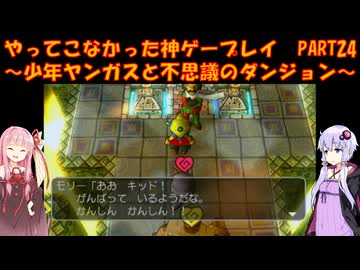 やってこなかった神ゲープレイ　PART24
～少年ヤンガスと不思議のダンジョン～
モリー「おお　キッド！
がんばって　いるようだな。
かんしん　かんしん！！